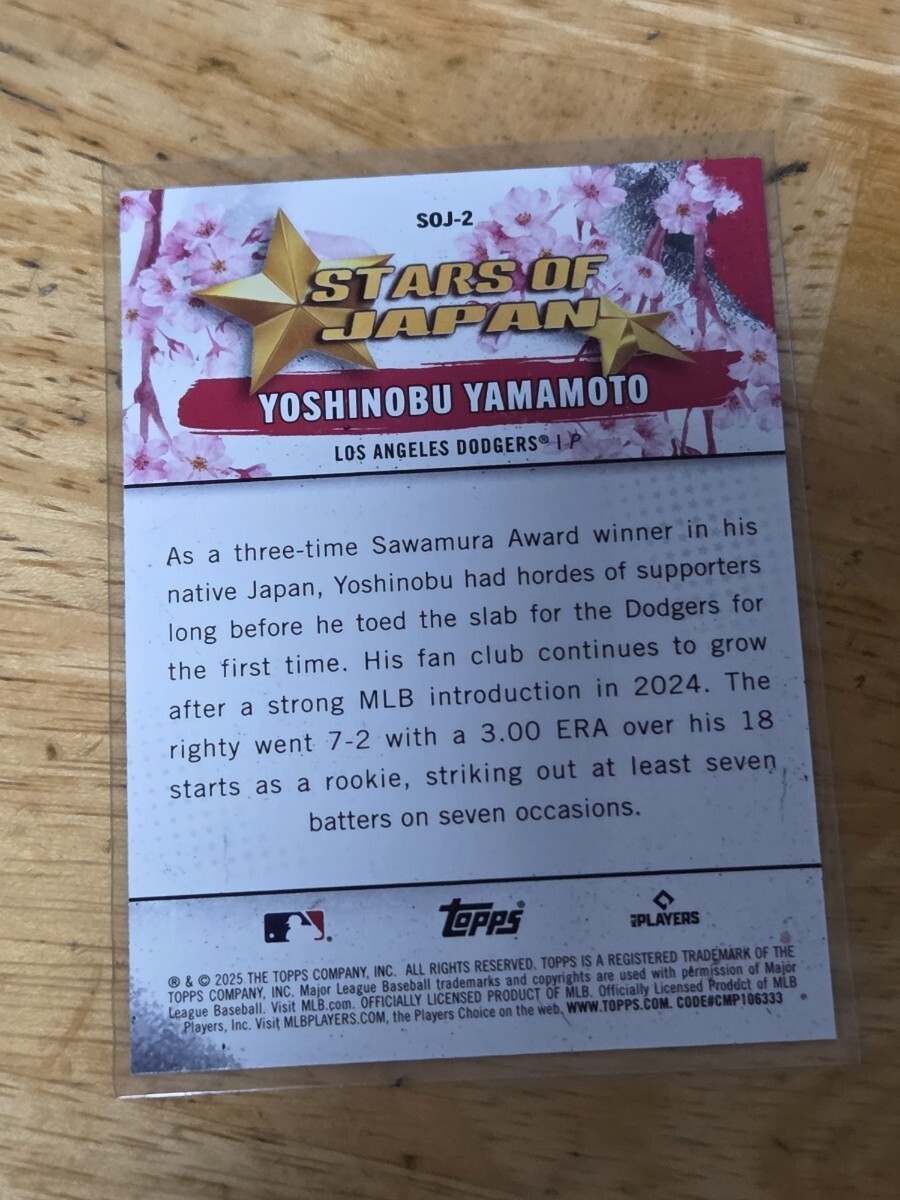 SOJ-2
STARS OF
JAPAN
YOSHINOBU YAMAMOTO
LOS ANGELES DODGERS® | P
As a three-time Sawamura Award winner in his
native Japan, Yoshinobu had hordes of supporters
long before he toed the slab for the Dodgers for
the first time. His fan club continues to grow
after a strong MLB introduction in 2024. The
righty went 7-2 with a 3.00 ERA over his 18
starts as a rookie, striking out at least seven
batters on seven occasions.
topps® PLAYERS
® & © 2025 THE TOPPS COMPANY, INC. ALL RIGHTS RESERVED. TOPPS IS A REGISTERED TRADEMARK OF THE
TOPPS COMPANY, INC. Major League Baseball trademarks and copyrights are used with permission of Major
League Baseball. Visit MLB.com. OFFICIALLY LICENSED PRODUCT OF MLB. Officially Licensed Product of MLB
Players, Inc. Visit MLBPLAYERS.COM, the Players Choice on the web. WWW.TOPPS.COM. CODE#CMP106333